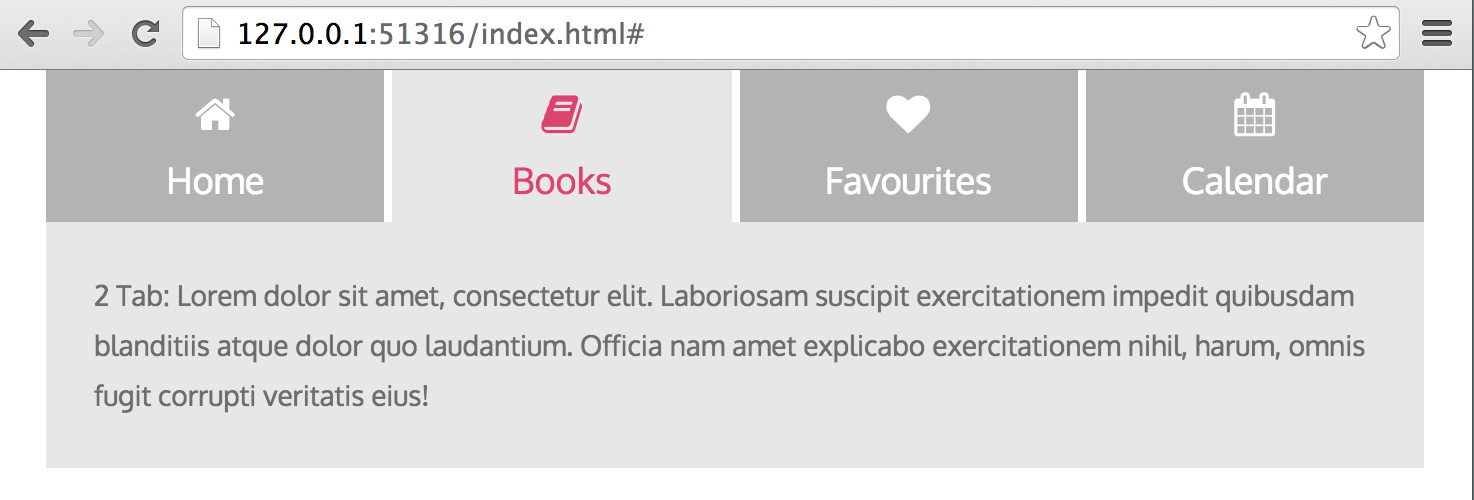 127.0.0.1:51316/index.html#
Home Books Favourites Calendar
2 Tab: Lorem dolor sit amet, consectetur elit. Laboriosam suscipit exercitationem impedit quibusdam
blanditiis atque dolor quo laudantium. Officia nam amet explicabo exercitationem nihil, harum, omnis
fugit corrupti veritatis eius!